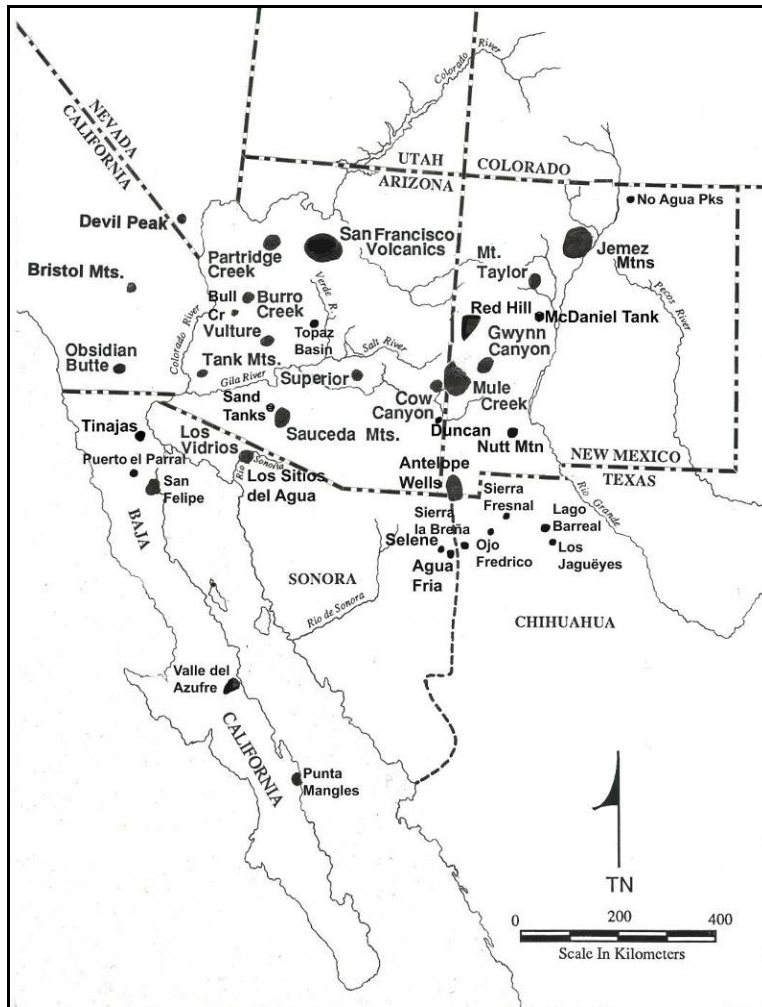 Colorado River
NEVADA
CALIFORNIA
UTAH
COLORADO
ARIZONA
No Agua Pks
Devil Peak
San Francisco
Volcanics
Partridge
Creek
Mt.
Taylor
Jemez
Mtns
Bristol Mts.
Bull
Cr
Burro
Creek
Verde R.
Red Hill
McDaniel Tank
Pecos River
Colorado River
Vulture
Topaz
Basin
Salt River
Gwynn
Canyon
Obsidian
Butte
Tank Mts.
Gila River
Superior
Cow
Canyon
Mule
Creek
Sand
Tanks
Tinajas
Los
Vidrios
Sauceda Mts.
Duncan
Nutt Mtn
NEW MEXICO
TEXAS
Puerto el Parral
San
Felipe
Rio Sonoita
Los Sitios
del Agua
Antelope
Wells
Sierra
Fresnal
Rio Grande
BAJA
Sierra
la Breña
Lago
Barreal
Selene
Agua
Fria
Ojo
Fredrico
Los
Jaguëyes
SONORA
Rio de Sonora
CHIHUAHUA
Valle del
Azufre
CALIFORNIA
Punta
Mangles
TN
0 200 400
Scale In Kilometers